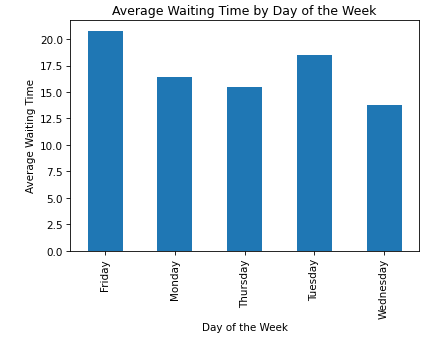 Average Waiting Time by Day of the Week
Average Waiting Time
20.0
17.5
15.0
12.5
10.0
7.5
5.0
2.5
0.0
Friday
Monday
Thursday
Tuesday
Wednesday
Day of the Week